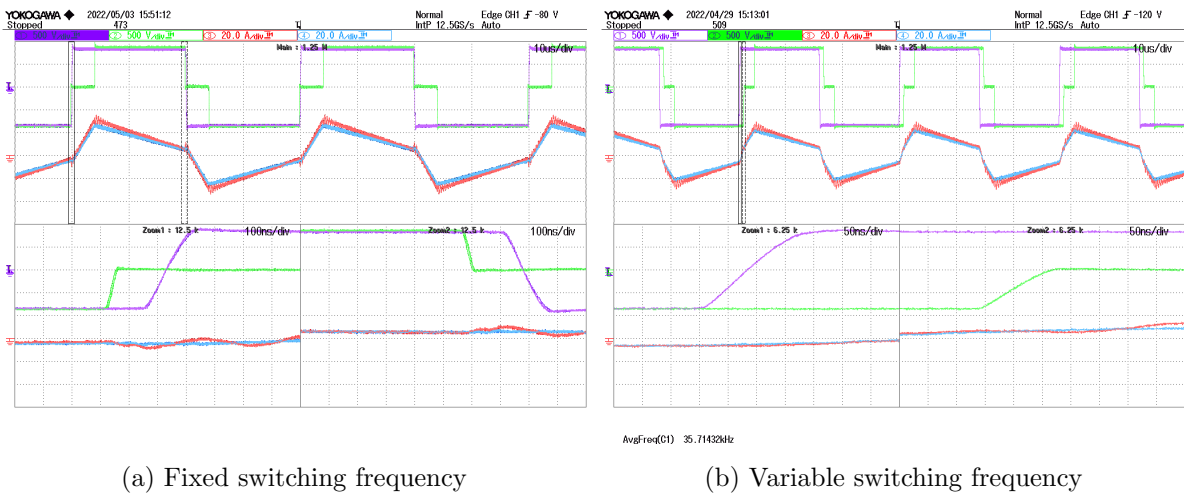 YOKOGAWA ◆ 2022/05/03 15:51:12 Normal Edge CH1 ƒ -80 V
Stopped 473 IntP 12.5GS/s Auto
500 V/div 20.0 A/div 20.0 A/div
Main : 1.25 M 10us/div
Zoom1 : 12.5 k 100ns/div Zoom2 : 12.5 k 100ns/div
YOKOGAWA ◆ 2022/04/29 15:13:01 Normal Edge CH1 ƒ -120 V
Stopped 509 IntP 12.5GS/s Auto
500 V/div 500 V/div 20.0 A/div 20.0 A/div
Main : 1.25 M 10us/div
Zoom1 : 6.25 k 50ns/div Zoom2 : 6.25 k 50ns/div
AvgFreq(C1) 35.71432kHz
(a) Fixed switching frequency
(b) Variable switching frequency